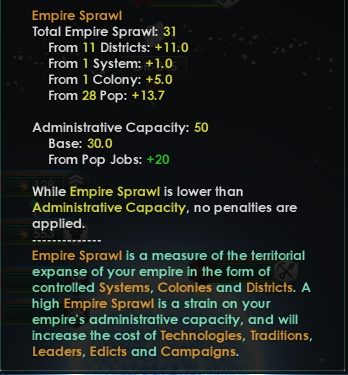 Empire Sprawl
Total Empire Sprawl: 31
From 11 Districts: +11.0
From 1 System: +1.0
From 1 Colony: +5.0
From 28 Pop: +13.7
Administrative Capacity: 50
Base: 30.0
From Pop Jobs: +20
While Empire Sprawl is lower than
Administrative Capacity, no penalties are
applied.
--------------
Empire Sprawl is a measure of the territorial
expanse of your empire in the form of
controlled Systems, Colonies and Districts. A
high Empire Sprawl is a strain on your
empire's administrative capacity, and will
increase the cost of Technologies, Traditions,
Leaders, Edicts and Campaigns.